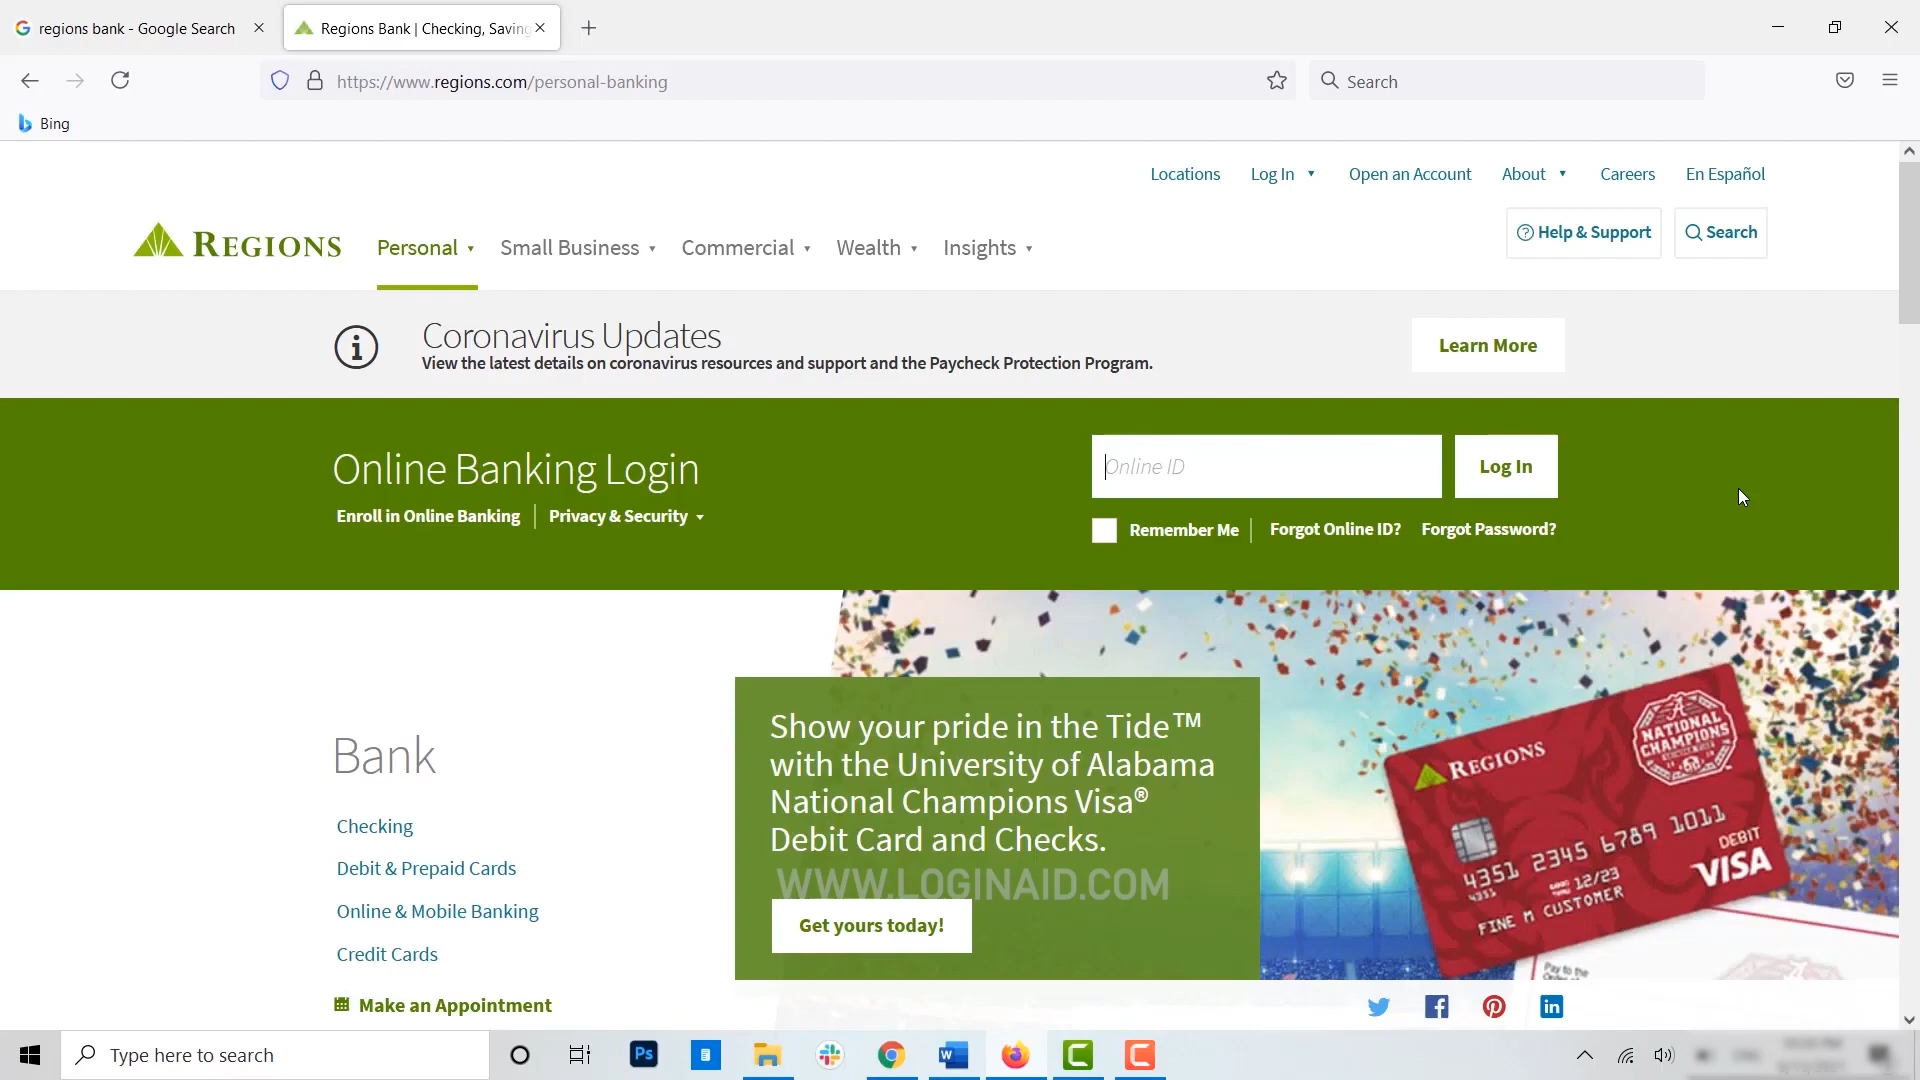 regions bank - Google Search
Regions Bank | Checking, Saving
https://www.regions.com/personal-banking
Search
Bing
Locations
Log In
Open an Account
About
Careers
En Español
REGIONS
Personal
Small Business
Commercial
Wealth
Insights
Help & Support
Search
Coronavirus Updates
View the latest details on coronavirus resources and support and the Paycheck Protection Program.
Learn More
Online Banking Login
Enroll in Online Banking
Privacy & Security
Online ID
Log In
Remember Me
Forgot Online ID?
Forgot Password?
Bank
Checking
Debit & Prepaid Cards
Online & Mobile Banking
Credit Cards
Make an Appointment
Show your pride in the Tide™
with the University of Alabama
National Champions Visa®
Debit Card and Checks.
WWW.LOGINAID.COM
Get yours today!
REGIONS
NATIONAL
CHAMPIONS
4351 2345 6789 1011
4351
12/23
DEBIT
VISA
FINE M CUSTOMER
Pay to the
Type here to search